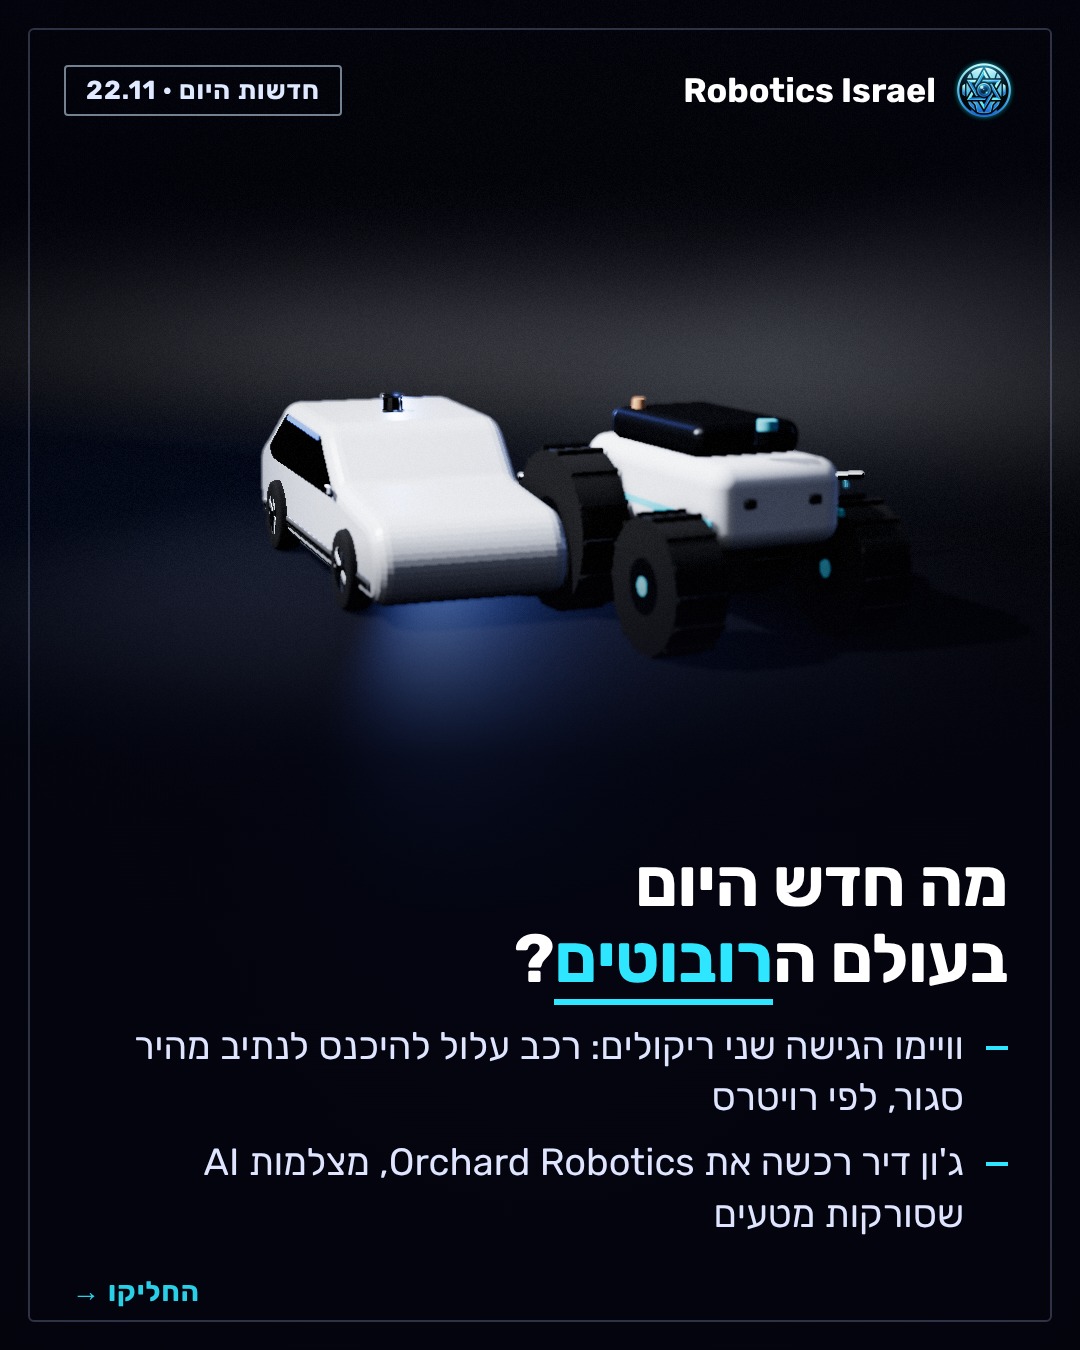 Robotics Israel
חדשות היום • 22.11
מה חדש היום
בעולם הרובוטים?
– וויימו הגישה שני ריקולים: רכב עלול להיכנס לנתיב מהיר
סגור, לפי רויטרס
– ג'ון דיר רכשה את Orchard Robotics, מצלמות AI
שסורקות מטעים
החליקו →